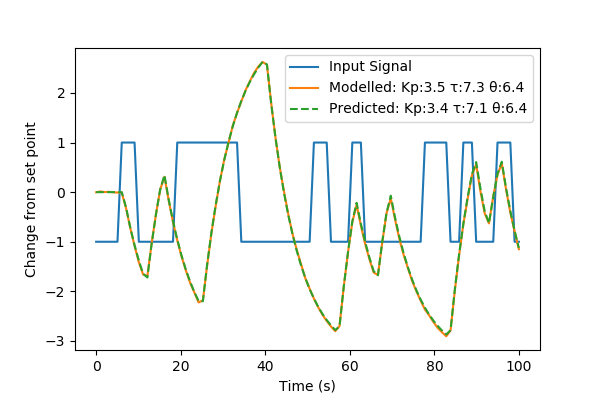 Input Signal
Modelled: Kp:3.5 τ:7.3 θ:6.4
Predicted: Kp:3.4 τ:7.1 θ:6.4
Change from set point
2
1
0
−1
−2
−3
0 20 40 60 80 100
Time (s)